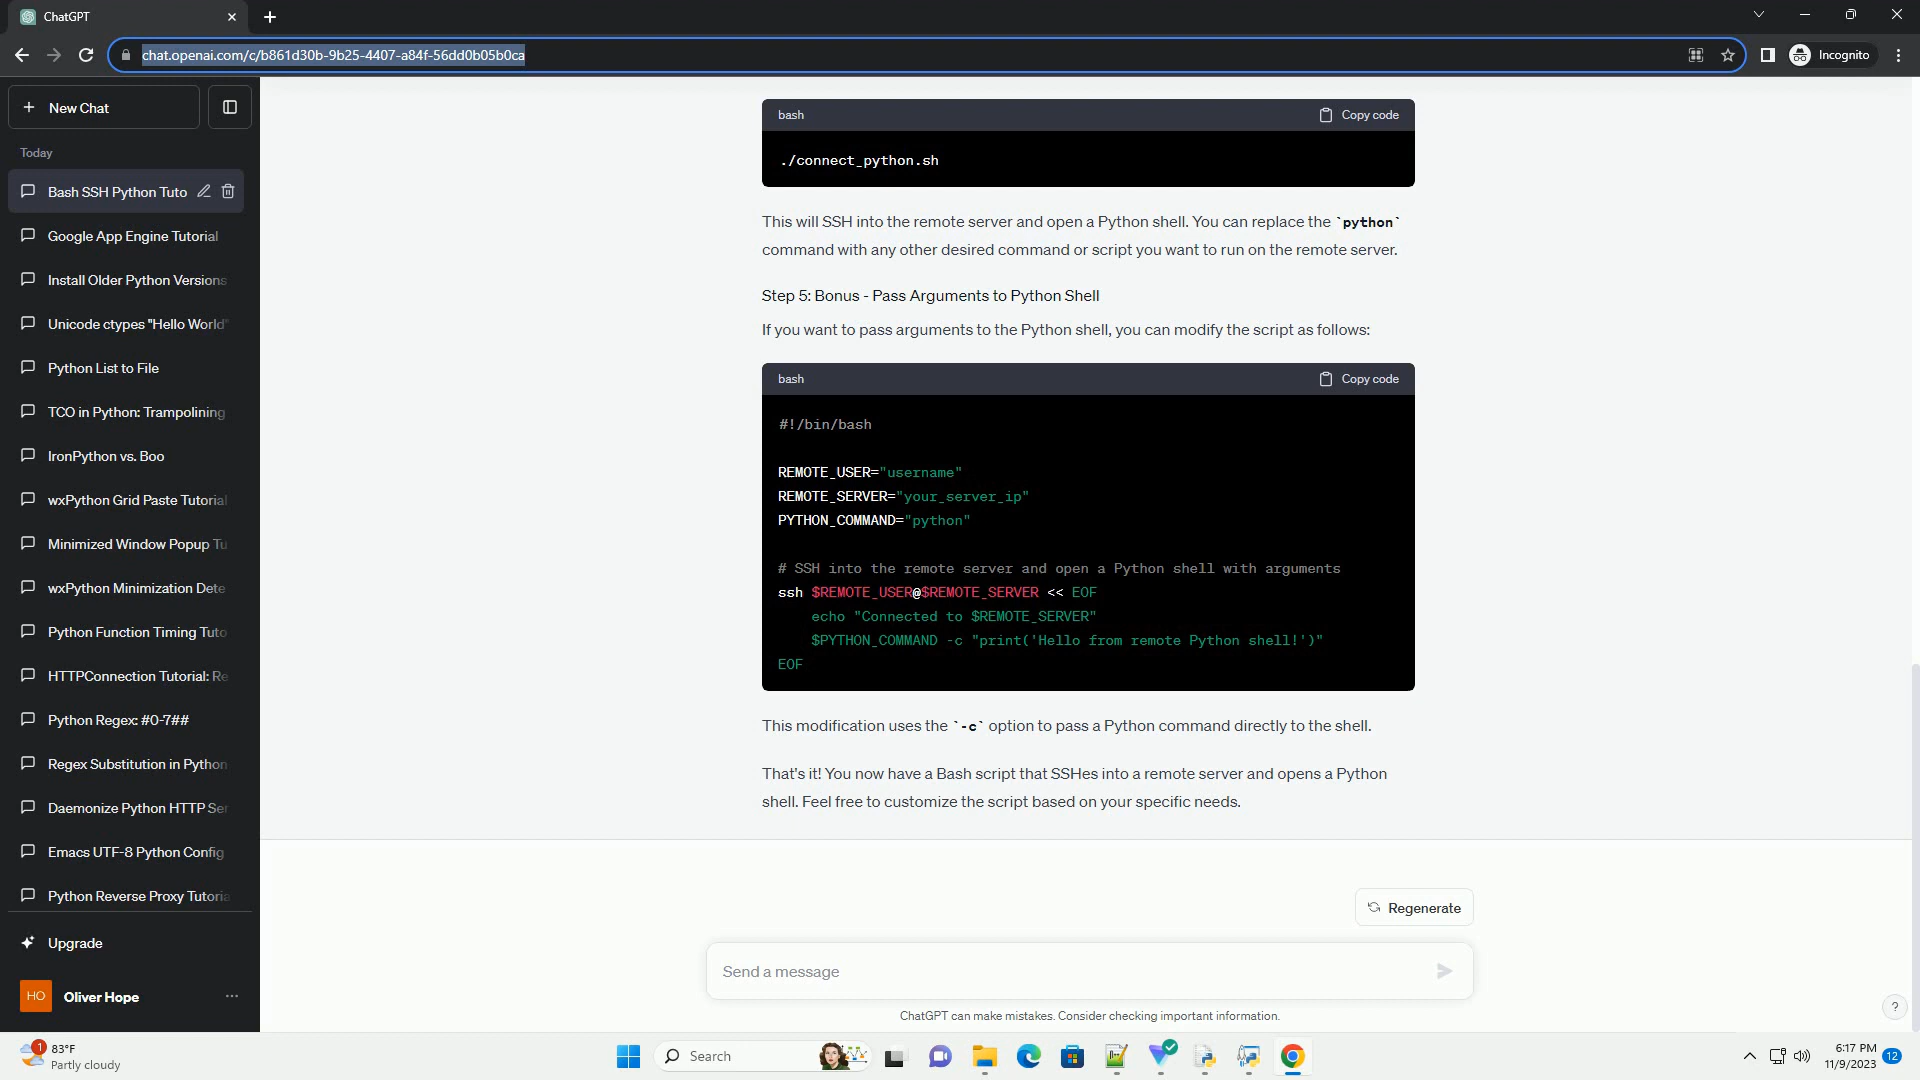 ChatGPT
chat.openai.com/c/b861d30b-9b25-4407-a84f-56dd0b05b0ca
Incognito
New Chat
Today
Bash SSH Python Tuto
Google App Engine Tutorial
Install Older Python Versions
Unicode ctypes "Hello World"
Python List to File
TCO in Python: Trampolining
IronPython vs. Boo
wxPython Grid Paste Tutorial
Minimized Window Popup Tu
wxPython Minimization Dete
Python Function Timing Tuto
HTTPConnection Tutorial: Re
Python Regex: #0-7##
Regex Substitution in Python
Daemonize Python HTTP Ser
Emacs UTF-8 Python Config
Python Reverse Proxy Tutoria
Upgrade
HO Oliver Hope
bash Copy code
./connect_python.sh
This will SSH into the remote server and open a Python shell. You can replace the `python`
command with any other desired command or script you want to run on the remote server.
Step 5: Bonus - Pass Arguments to Python Shell
If you want to pass arguments to the Python shell, you can modify the script as follows:
bash Copy code
#!/bin/bash
REMOTE_USER="username"
REMOTE_SERVER="your_server_ip"
PYTHON_COMMAND="python"
# SSH into the remote server and open a Python shell with arguments
ssh $REMOTE_USER@$REMOTE_SERVER << EOF
echo "Connected to $REMOTE_SERVER"
$PYTHON_COMMAND -c "print('Hello from remote Python shell!')"
EOF
This modification uses the `-c` option to pass a Python command directly to the shell.
That's it! You now have a Bash script that SSHes into a remote server and opens a Python
shell. Feel free to customize the script based on your specific needs.
Regenerate
Send a message
ChatGPT can make mistakes. Consider checking important information.
?
1
83°F
Partly cloudy
Search
6:17 PM
11/9/2023
12